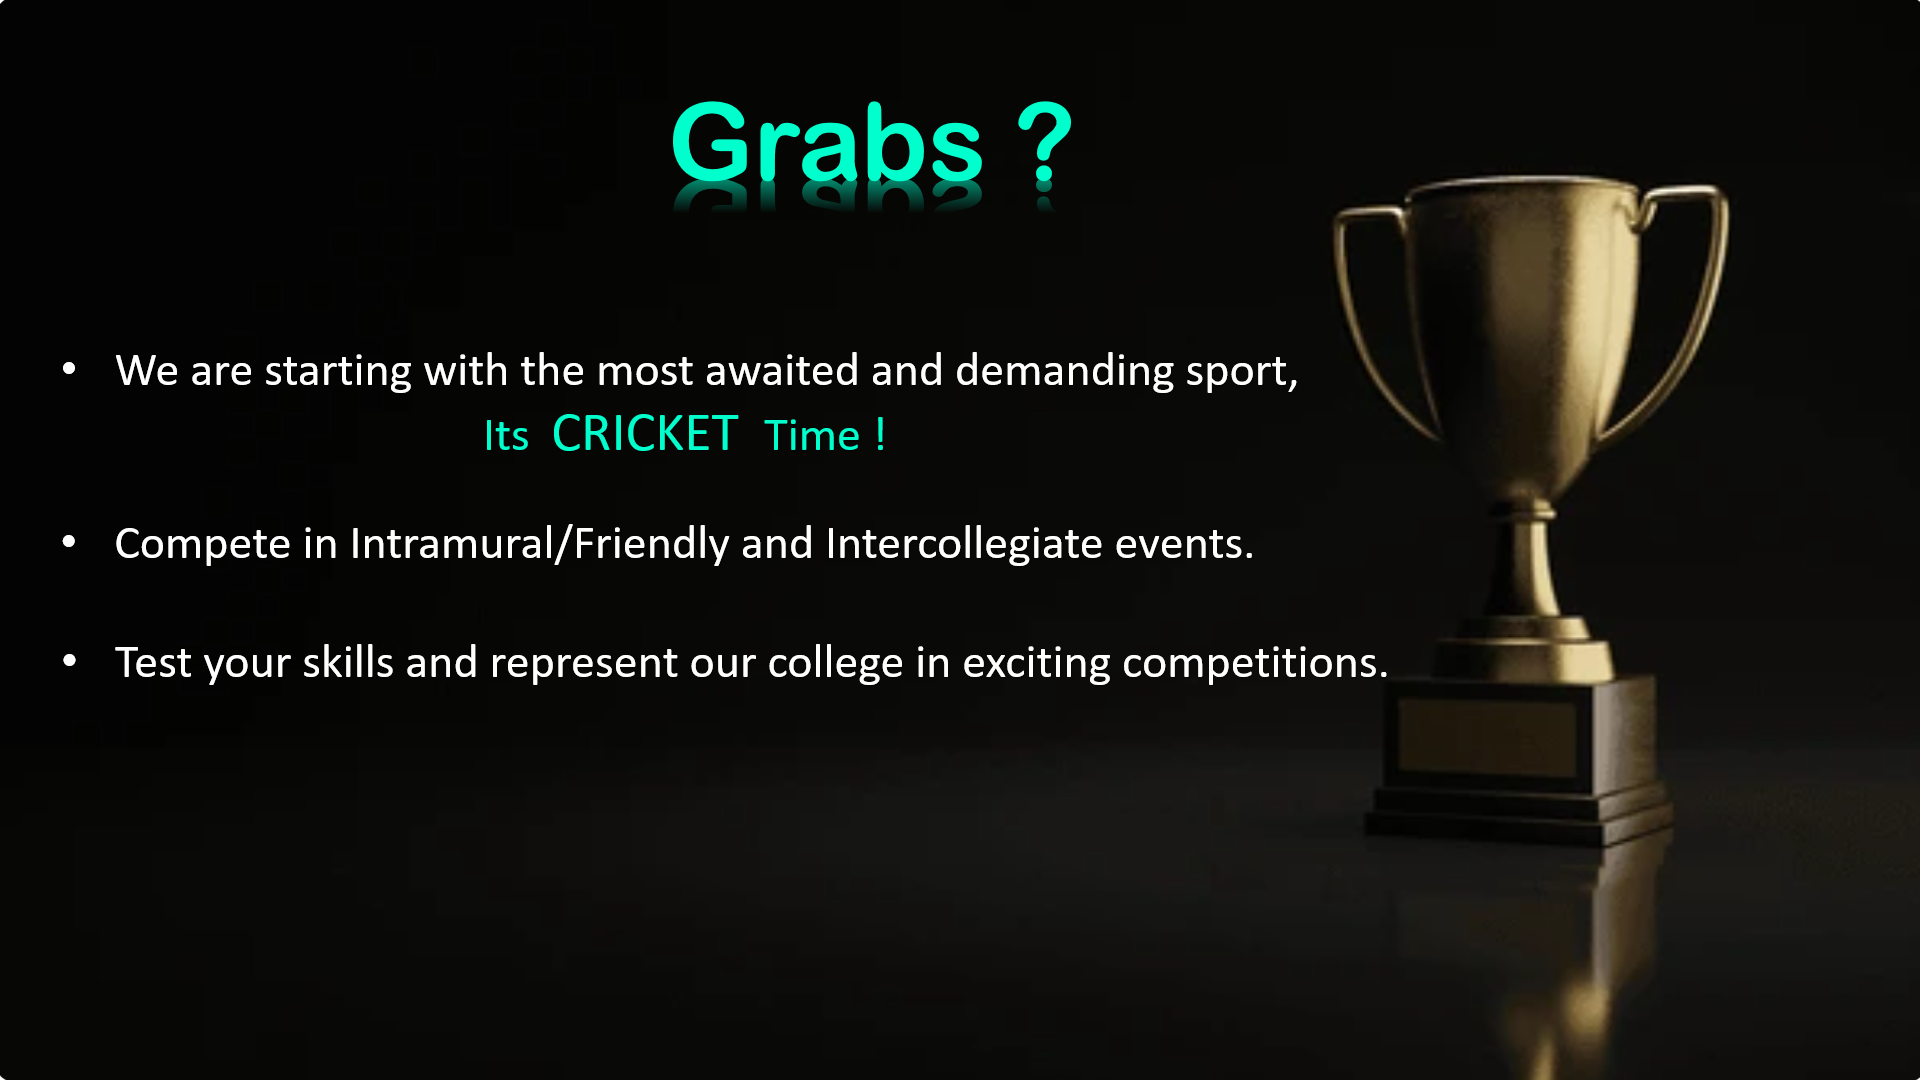 Grabs ?
• We are starting with the most awaited and demanding sport,
Its CRICKET Time !
• Compete in Intramural/Friendly and Intercollegiate events.
• Test your skills and represent our college in exciting competitions.